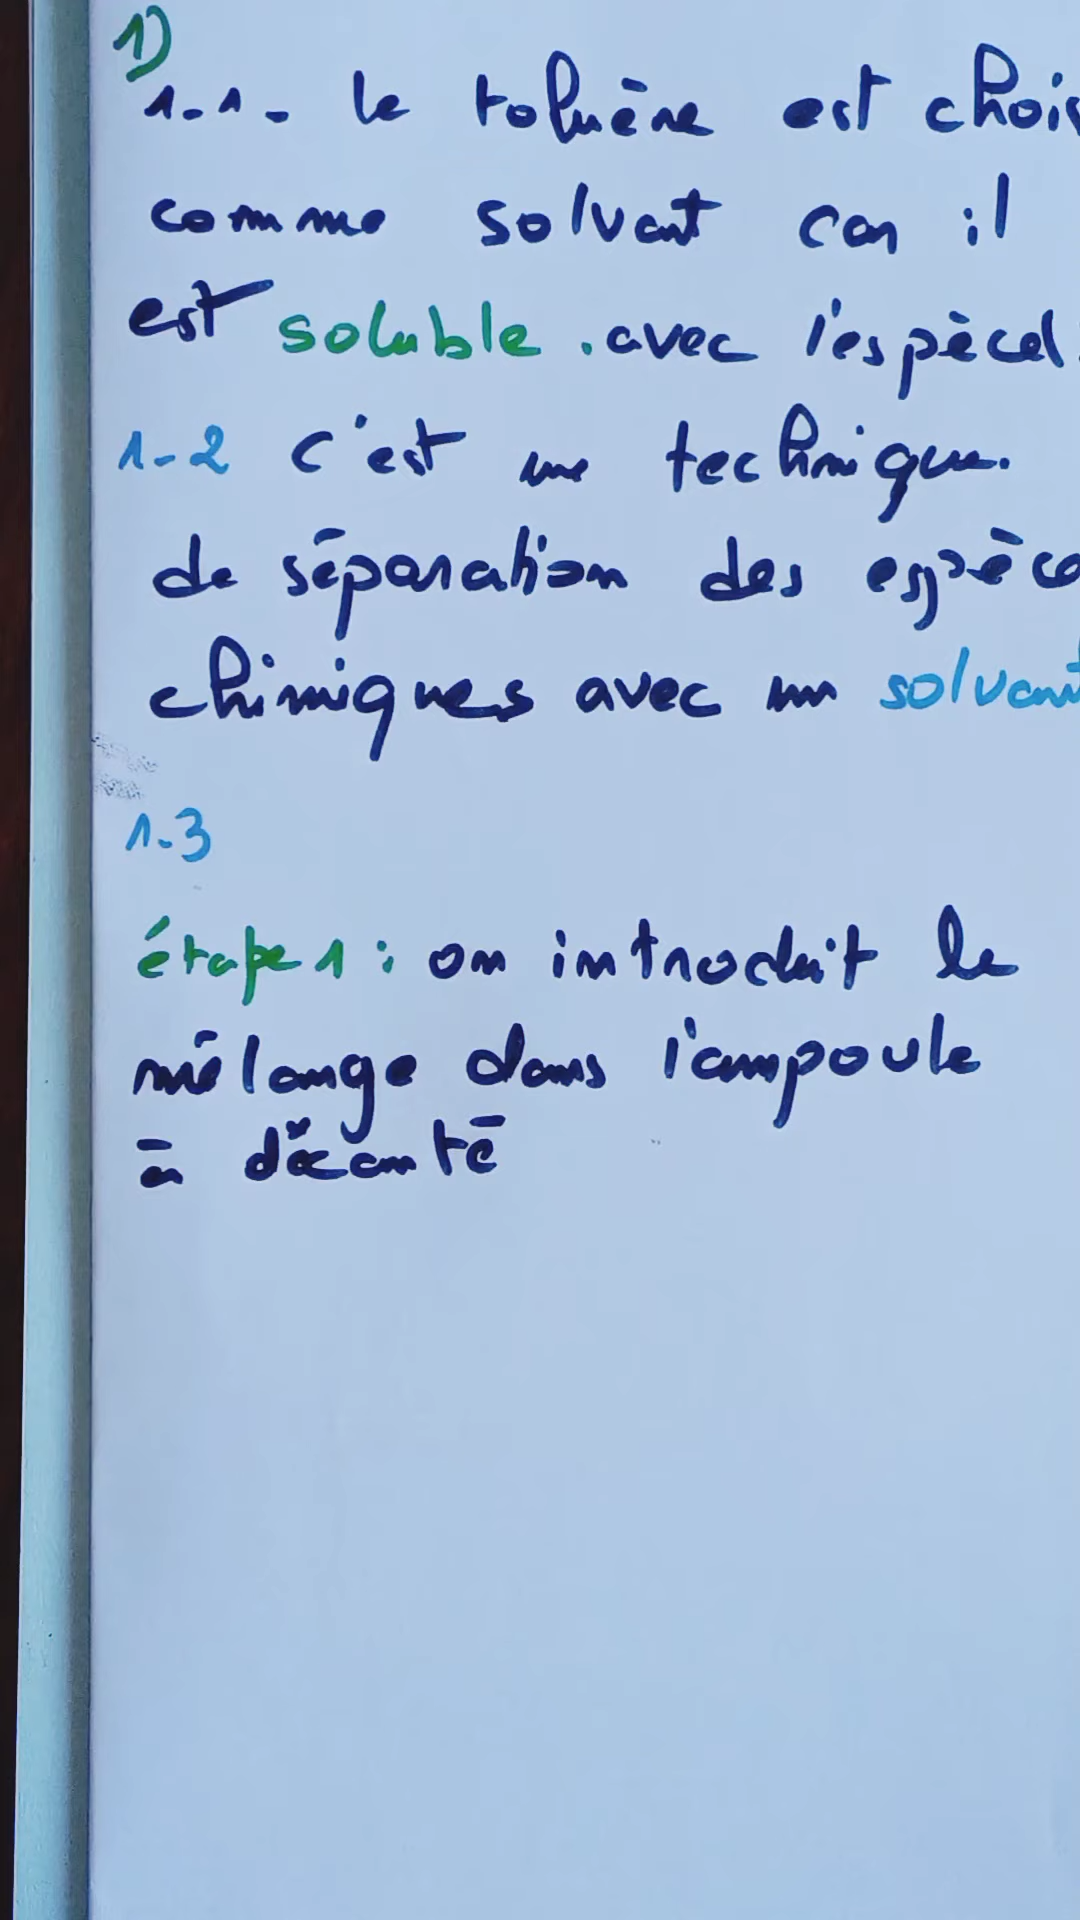 1)
1-1- le toluène est chois
comme solvant car il
est soluble . avec l'espèce
1-2 c'est une technique.
de séparation des espèce
chimiques avec un solvant
1-3
étape 1 : on introduit le
mélange dans l'ampoule
à décanté